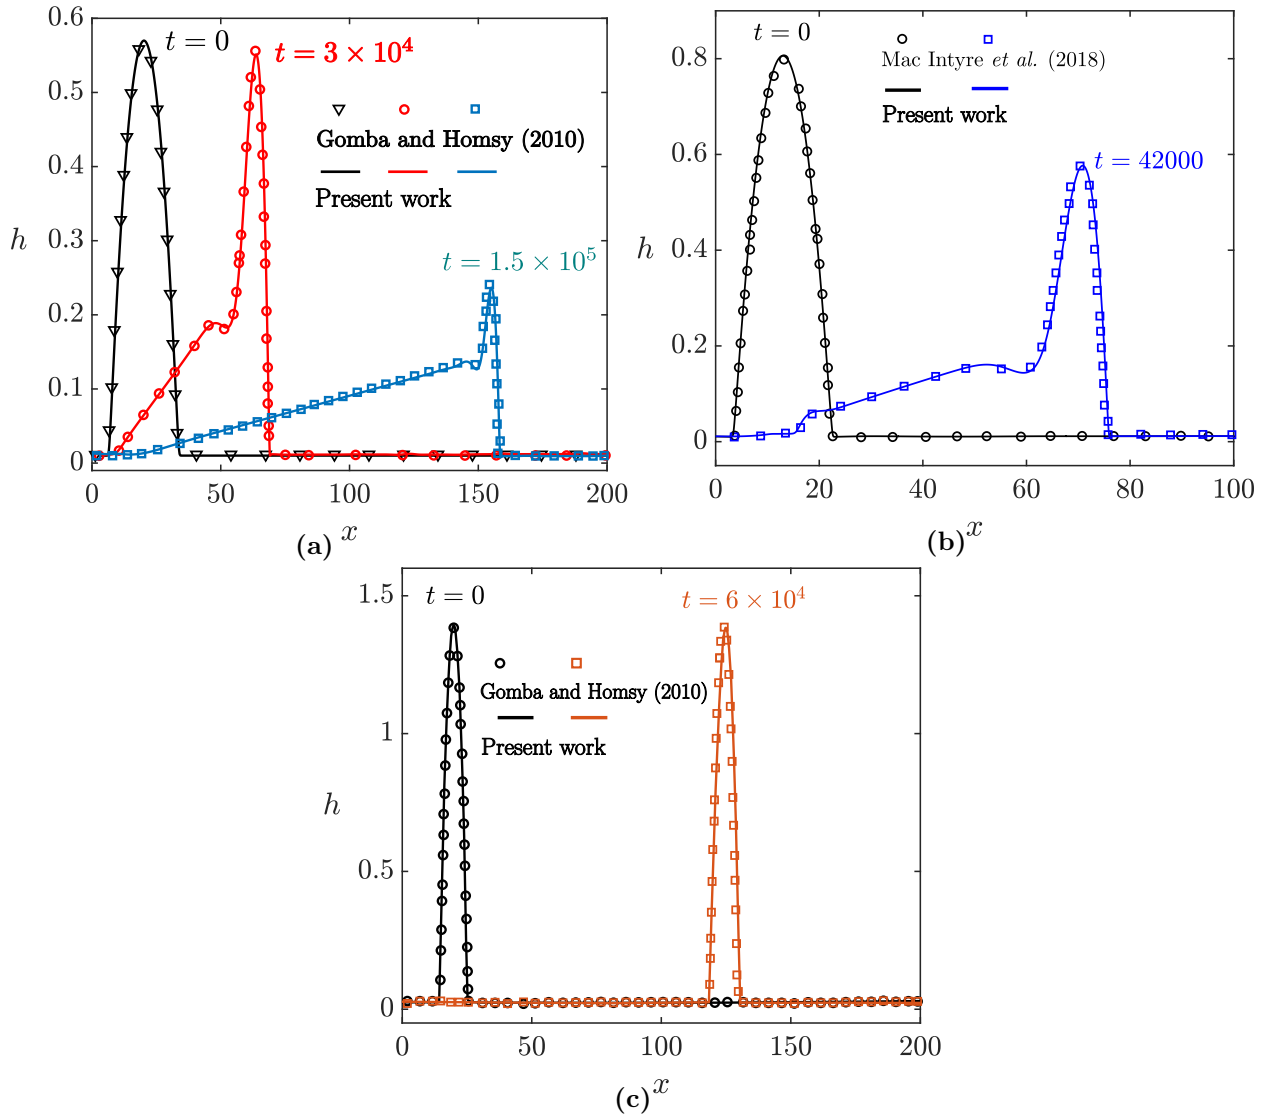 0.6
0.5
0.4
0.3
0.2
0.1
0
h
t = 0
t = 3 × 10⁴
Gomba and Homsy (2010)
Present work
t = 1.5 × 10⁵
0 50 100 150 200
x
(a)
0.8
0.6
0.4
0.2
0
h
t = 0
Mac Intyre et al. (2018)
Present work
t = 42000
0 20 40 60 80 100
x
(b)
1.5
1
0.5
0
h
t = 0
t = 6 × 10⁴
Gomba and Homsy (2010)
Present work
0 50 100 150 200
x
(c)